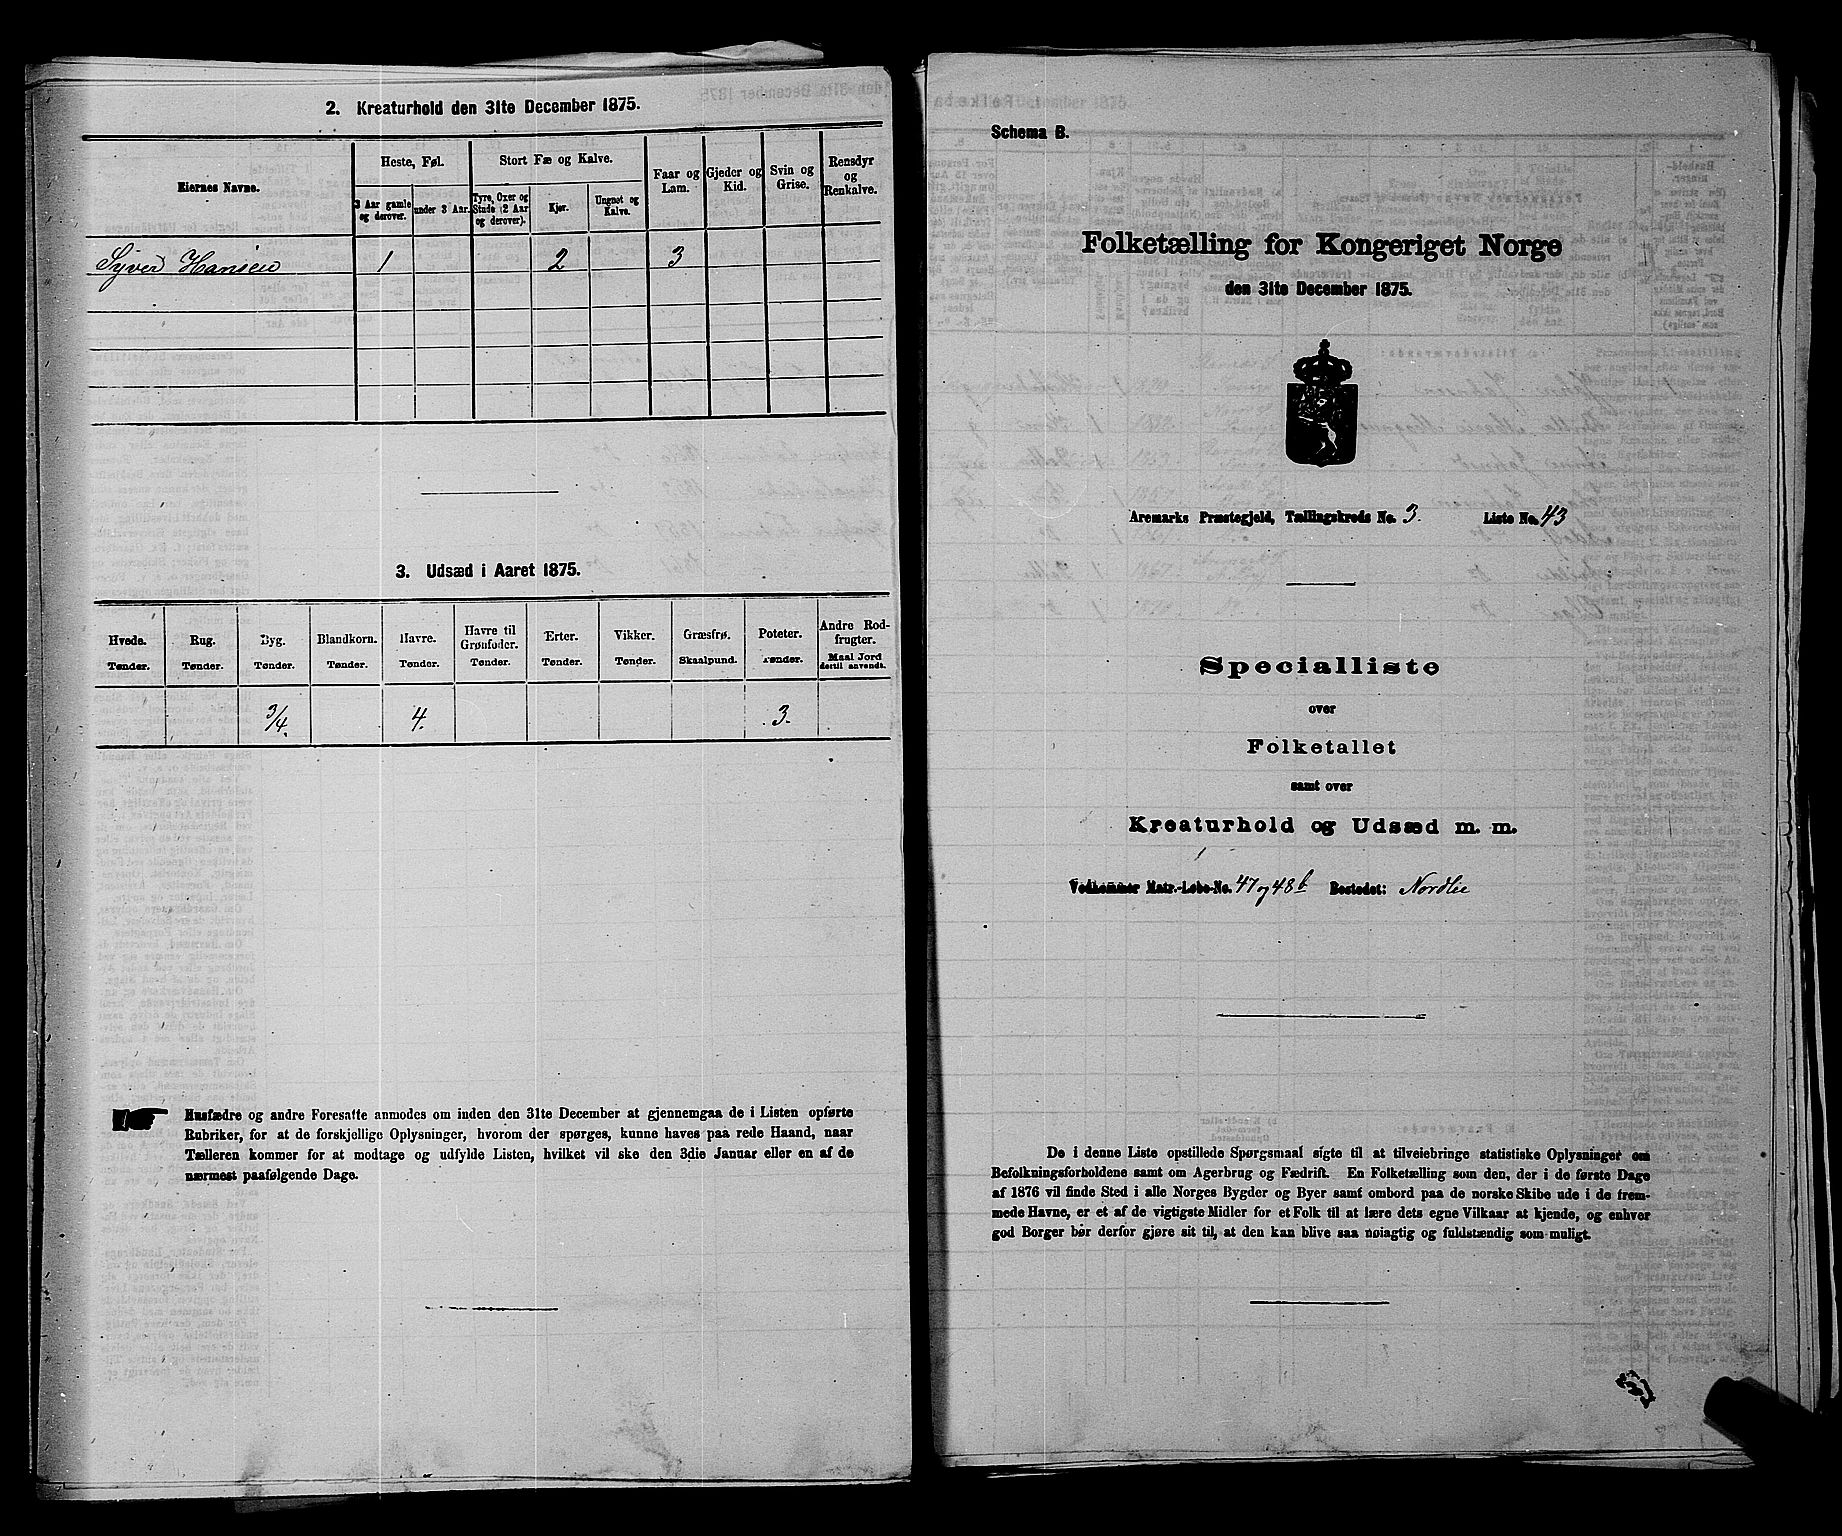 2. Kreaturhold den 31te December 1875.
Eiernes Navne.
Heste, Føl.
Stort Fæ og Kalve.
Faar og Lam.
Gjeder og Kid.
Svin og Grise.
Rensdyr og Renkalve.
3 Aar gamle og derover.
under 3 Aar.
Tyre, Oxer og Stude (2 Aar og derover).
Kjør.
Ungnøt og Kalve.
Syver Hansen 1 2 3
3. Udsæd i Aaret 1875.
Hvede. Rug. Byg. Blandkorn. Havre. Havre til Grønfoder. Erter. Vikker. Græsfrø. Poteter. Andre Rodfrugter.
Tønder. Tønder. Tønder. Tønder. Tønder. Tønder. Tønder. Tønder. Skaalpund. Tønder. Maal Jord dertil anvendt.
3/4. 4. 3.
Husfædre og andre Foresatte anmodes om inden den 31te December at gjennemgaa de i Listen opførte
Rubriker, for at de forskjellige Oplysninger, hvorom der spørges, kunne haves paa rede Haand, naar
Tælleren kommer for at modtage og udfylde Listen, hvilket vil ske den 3die Januar eller en af de
nærmest paafølgende Dage.
Schema B.
Folketælling for Kongeriget Norge
den 31te December 1875.
Aremarks Præstegjeld, Tællingskreds No. 3. Liste No. 43
Specialliste
over
Folketallet
samt over
Kreaturhold og Udsæd m. m.
Vedkommer Matr.-Løbe-No. 47 og 48b Bostedet: Nordlie
De i denne Liste opstillede Spørgsmaal sigte til at tilveiebringe statistiske Oplysninger om
Befolkningsforholdene samt om Agerbrug og Fædrift. En Folketælling som den, der i de første Dage
af 1876 vil finde Sted i alle Norges Bygder og Byer samt ombord paa de norske Skibe ude i de frem-
mede Havne, er et af de vigtigste Midler for et Folk til at lære dets egne Vilkaar at kjende, og enhver
god Borger bør derfor gjøre sit til, at den kan blive saa nøiagtig og fuldstændig som muligt.